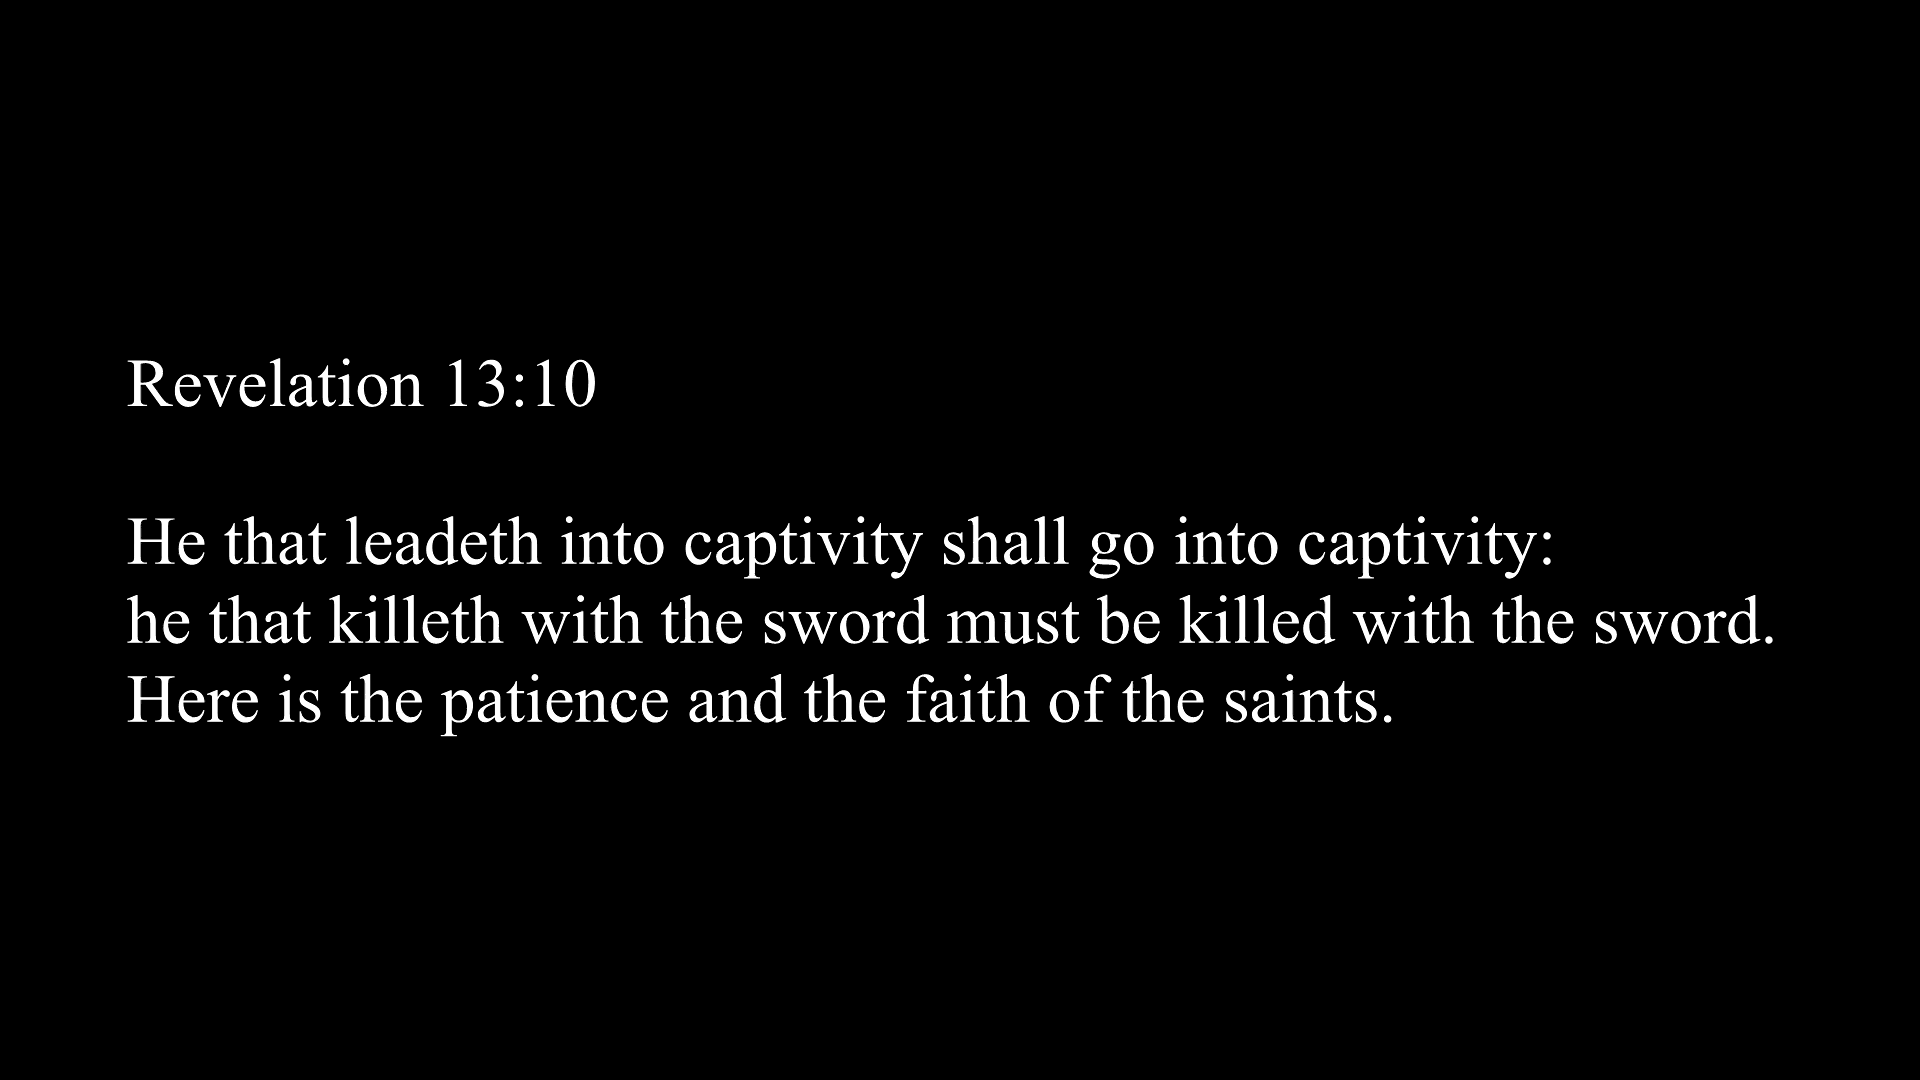 Revelation 13:10
He that leadeth into captivity shall go into captivity:
he that killeth with the sword must be killed with the sword.
Here is the patience and the faith of the saints.